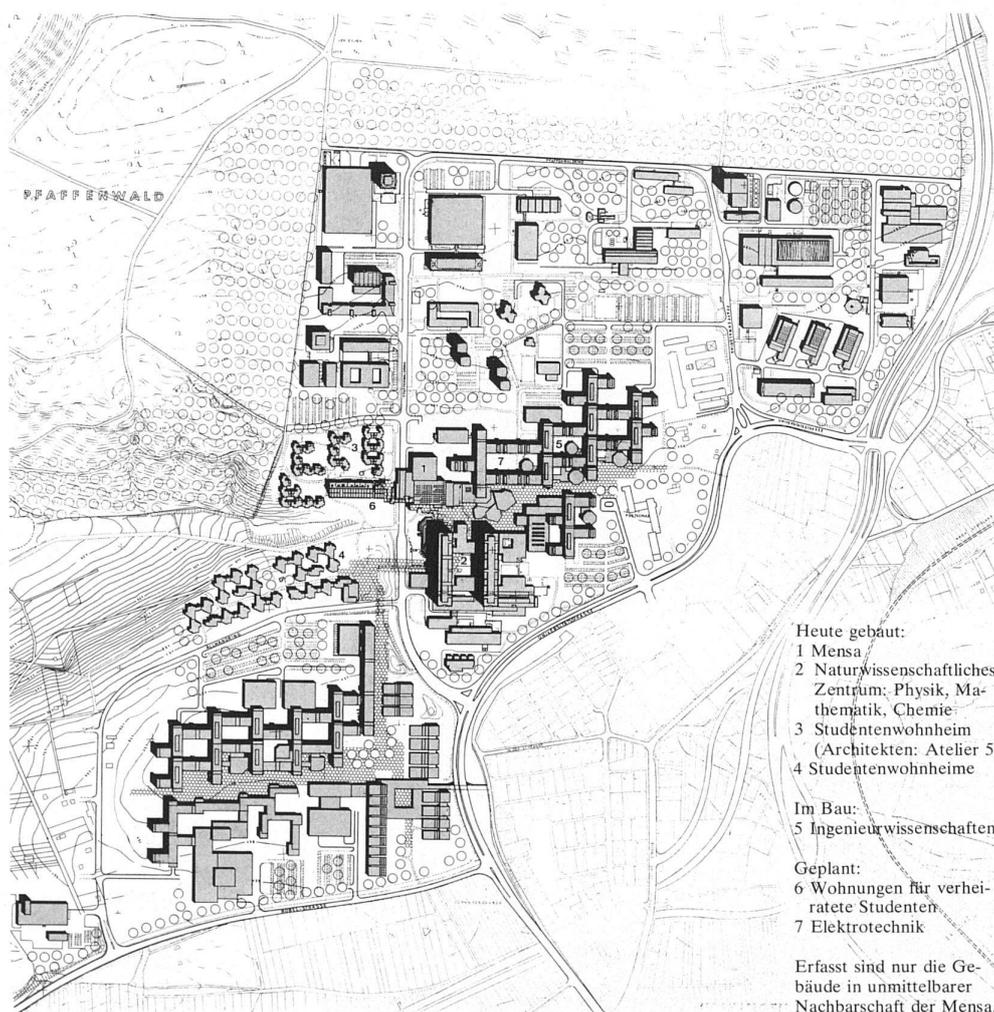 PFAFFENWALD
3
1
7
5
6
2
4
Heute gebaut:
1 Mensa
2 Naturwissenschaftliches
Zentrum: Physik, Ma-
thematik, Chemie
3 Studentenwohnheim
(Architekten: Atelier 5
4 Studentenwohnheime
Im Bau:
5 Ingenieurwissenschaften
Geplant:
6 Wohnungen für verhei-
ratete Studenten
7 Elektrotechnik
Erfasst sind nur die Ge-
bäude in unmittelbarer
Nachbarschaft der Mensa.